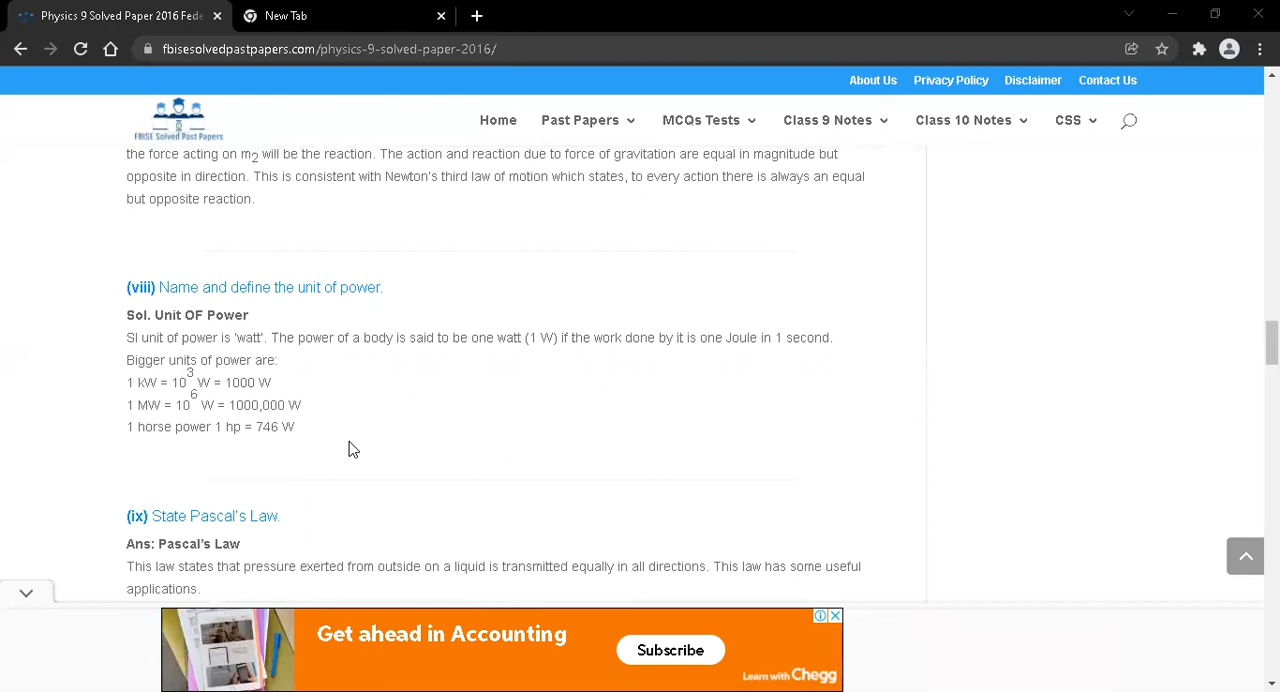 Physics 9 Solved Paper 2016 Fede
New Tab
fbisesolvedpastpapers.com/physics-9-solved-paper-2016/
About Us Privacy Policy Disclaimer Contact Us
FBISE Solved Past Papers
Home Past Papers MCQs Tests Class 9 Notes Class 10 Notes CSS
the force acting on m2 will be the reaction. The action and reaction due to force of gravitation are equal in magnitude but
opposite in direction. This is consistent with Newton's third law of motion which states, to every action there is always an equal
but opposite reaction.
(viii) Name and define the unit of power.
Sol. Unit OF Power
SI unit of power is 'watt'. The power of a body is said to be one watt (1 W) if the work done by it is one Joule in 1 second.
Bigger units of power are:
1 kW = 10³ W = 1000 W
1 MW = 10⁶ W = 1000,000 W
1 horse power 1 hp = 746 W
(ix) State Pascal's Law.
Ans: Pascal's Law
This law states that pressure exerted from outside on a liquid is transmitted equally in all directions. This law has some useful
applications.
Get ahead in Accounting
Subscribe
Learn with Chegg